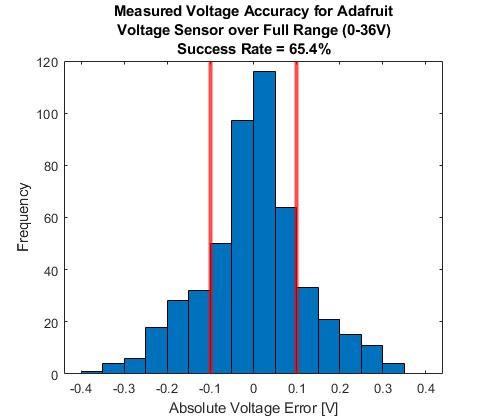 Measured Voltage Accuracy for Adafruit
Voltage Sensor over Full Range (0-36V)
Success Rate = 65.4%
120
100
80
60
40
20
0
Frequency
-0.4 -0.3 -0.2 -0.1 0 0.1 0.2 0.3 0.4
Absolute Voltage Error [V]